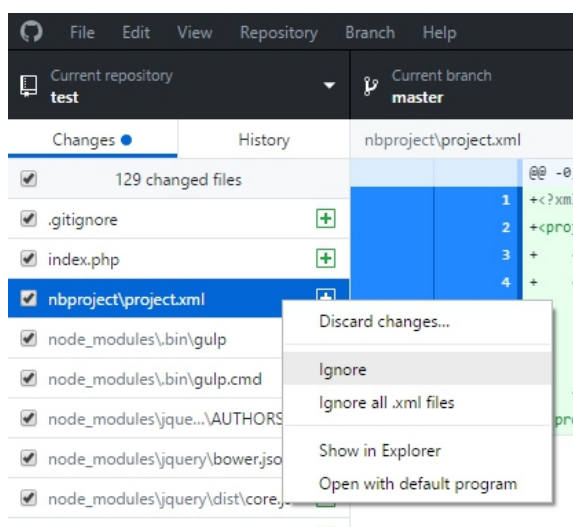 File Edit View Repository Branch Help
Current repository
test
Current branch
master
Changes History
nbproject\project.xml
129 changed files
@@ -0,
.gitignore
1 +<?xm
index.php
2 +<pro
3 +
4 +
nbproject\project.xml
Discard changes...
node_modules\.bin\gulp
Ignore
node_modules\.bin\gulp.cmd
Ignore all .xml files
node_modules\jque...\AUTHORS
pr
node_modules\jquery\bower.jso
Show in Explorer
node_modules\jquery\dist\core.j
Open with default program